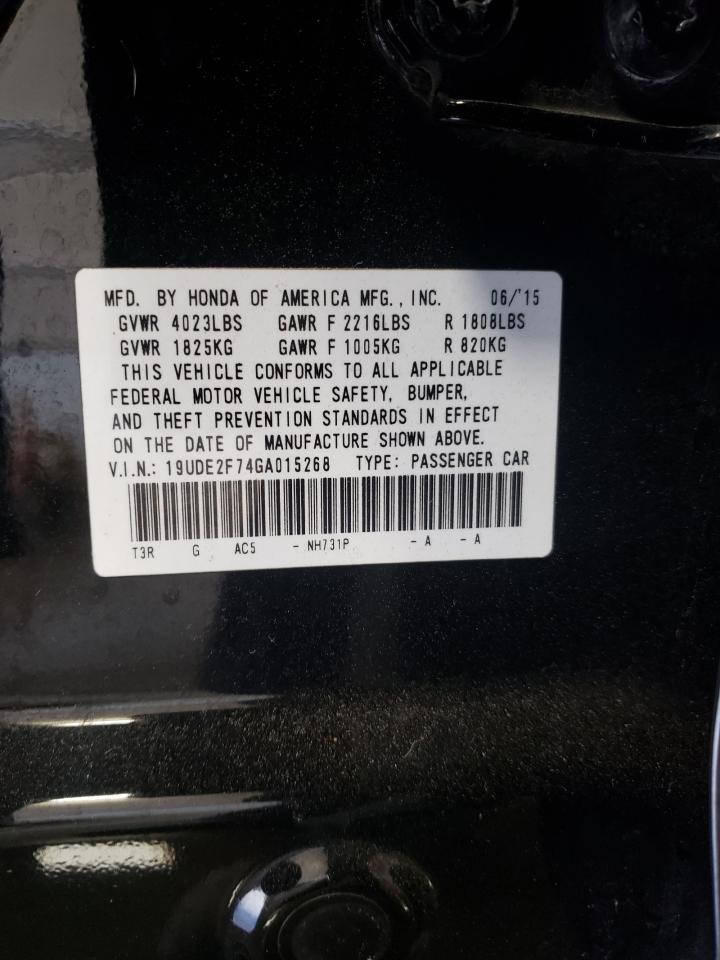 MFD. BY HONDA OF AMERICA MFG., INC. 06/'15
GVWR 4023LBS GAWR F 2216LBS R 1808LBS
GVWR 1825KG GAWR F 1005KG R 820KG
THIS VEHICLE CONFORMS TO ALL APPLICABLE
FEDERAL MOTOR VEHICLE SAFETY, BUMPER,
AND THEFT PREVENTION STANDARDS IN EFFECT
ON THE DATE OF MANUFACTURE SHOWN ABOVE.
V.I.N.: 19UDE2F74GA015268 TYPE: PASSENGER CAR
T3R G AC5 - NH731P - A - A